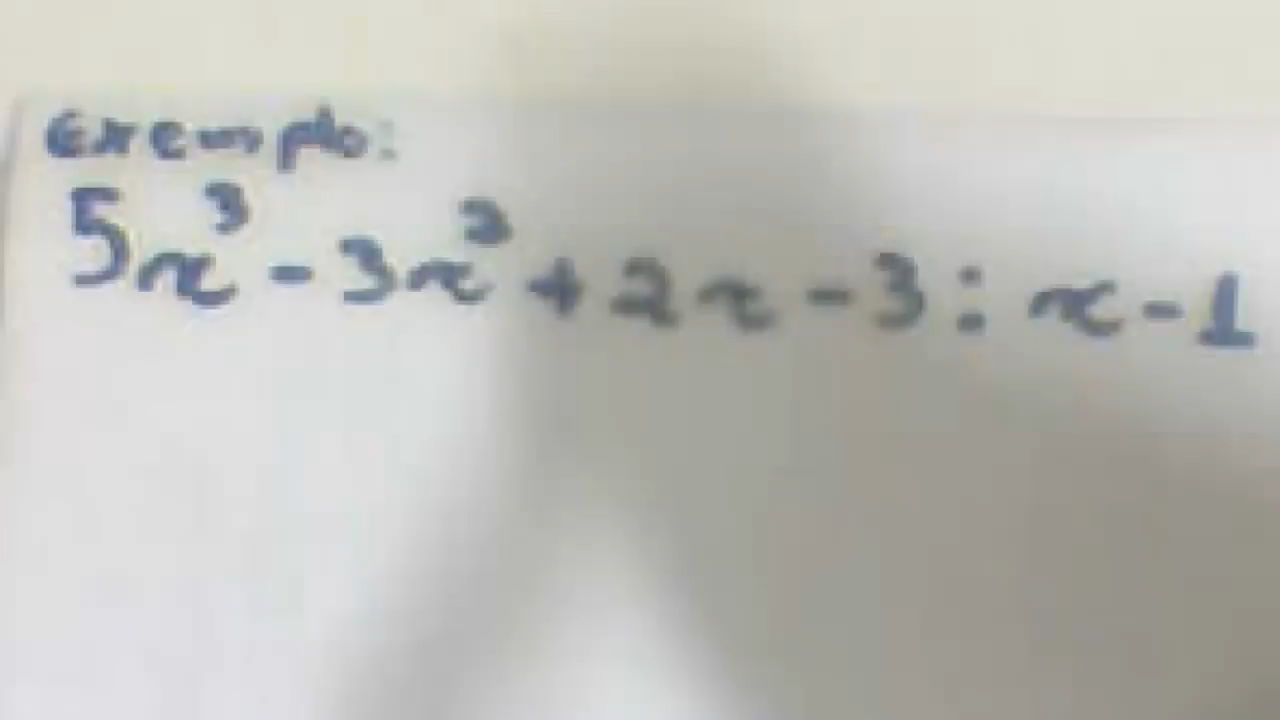 Exemplo:
5x³ - 3x² + 2x - 3 : x - 1